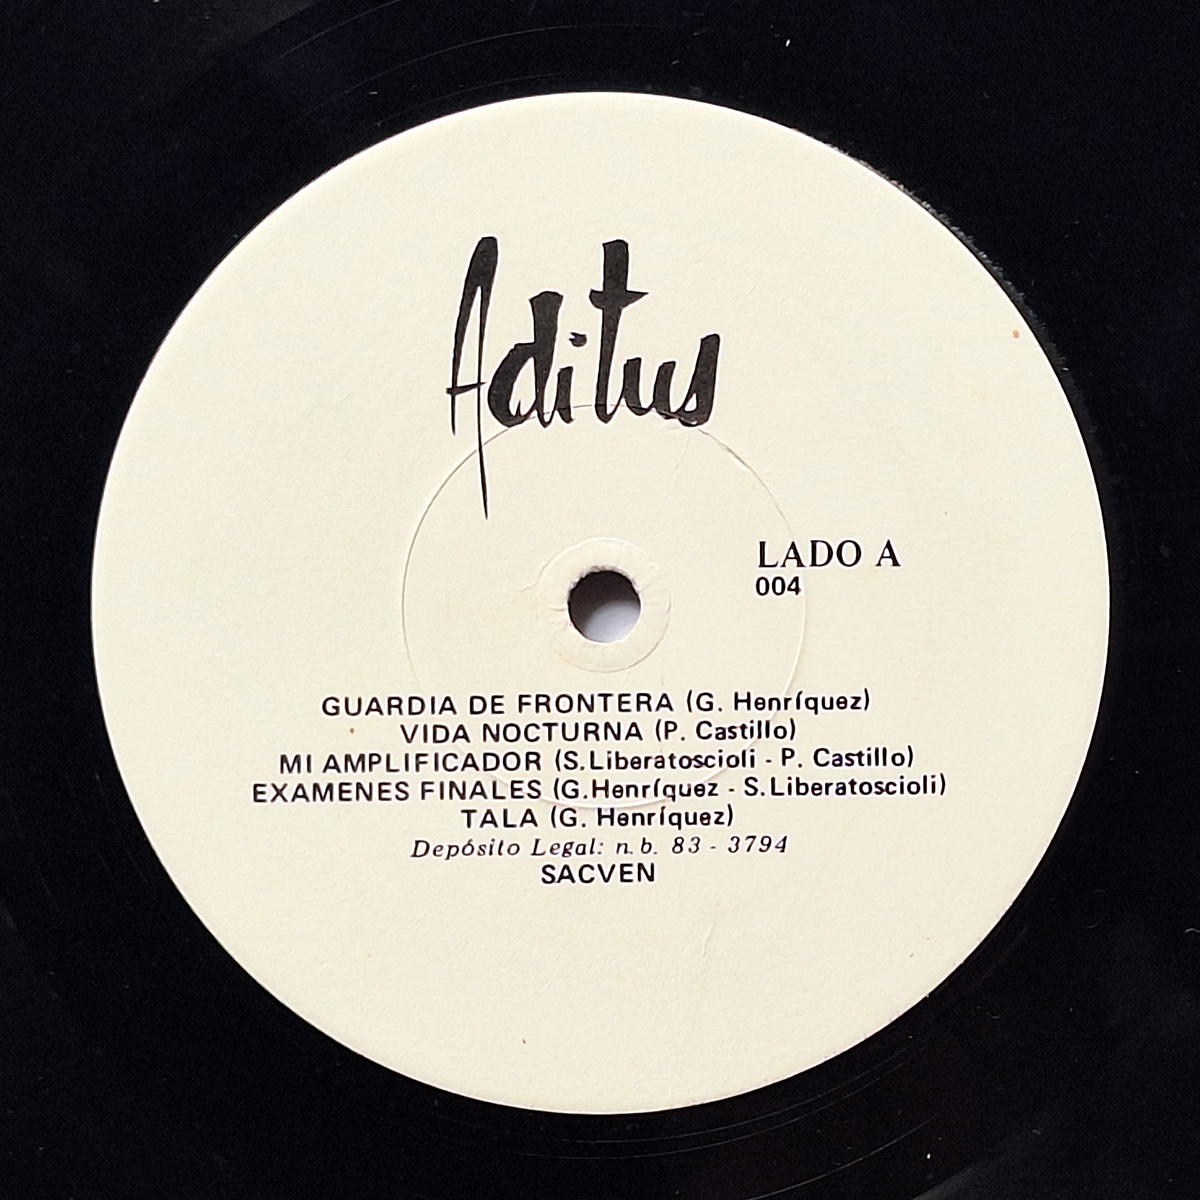 Aditus
LADO A
004
GUARDIA DE FRONTERA (G. Henríquez)
VIDA NOCTURNA (P. Castillo)
MI AMPLIFICADOR (S.Liberatoscioli - P. Castillo)
EXAMENES FINALES (G.Henríquez - S.Liberatoscioli)
TALA (G. Henríquez)
Depósito Legal: n.b. 83 - 3794
SACVEN